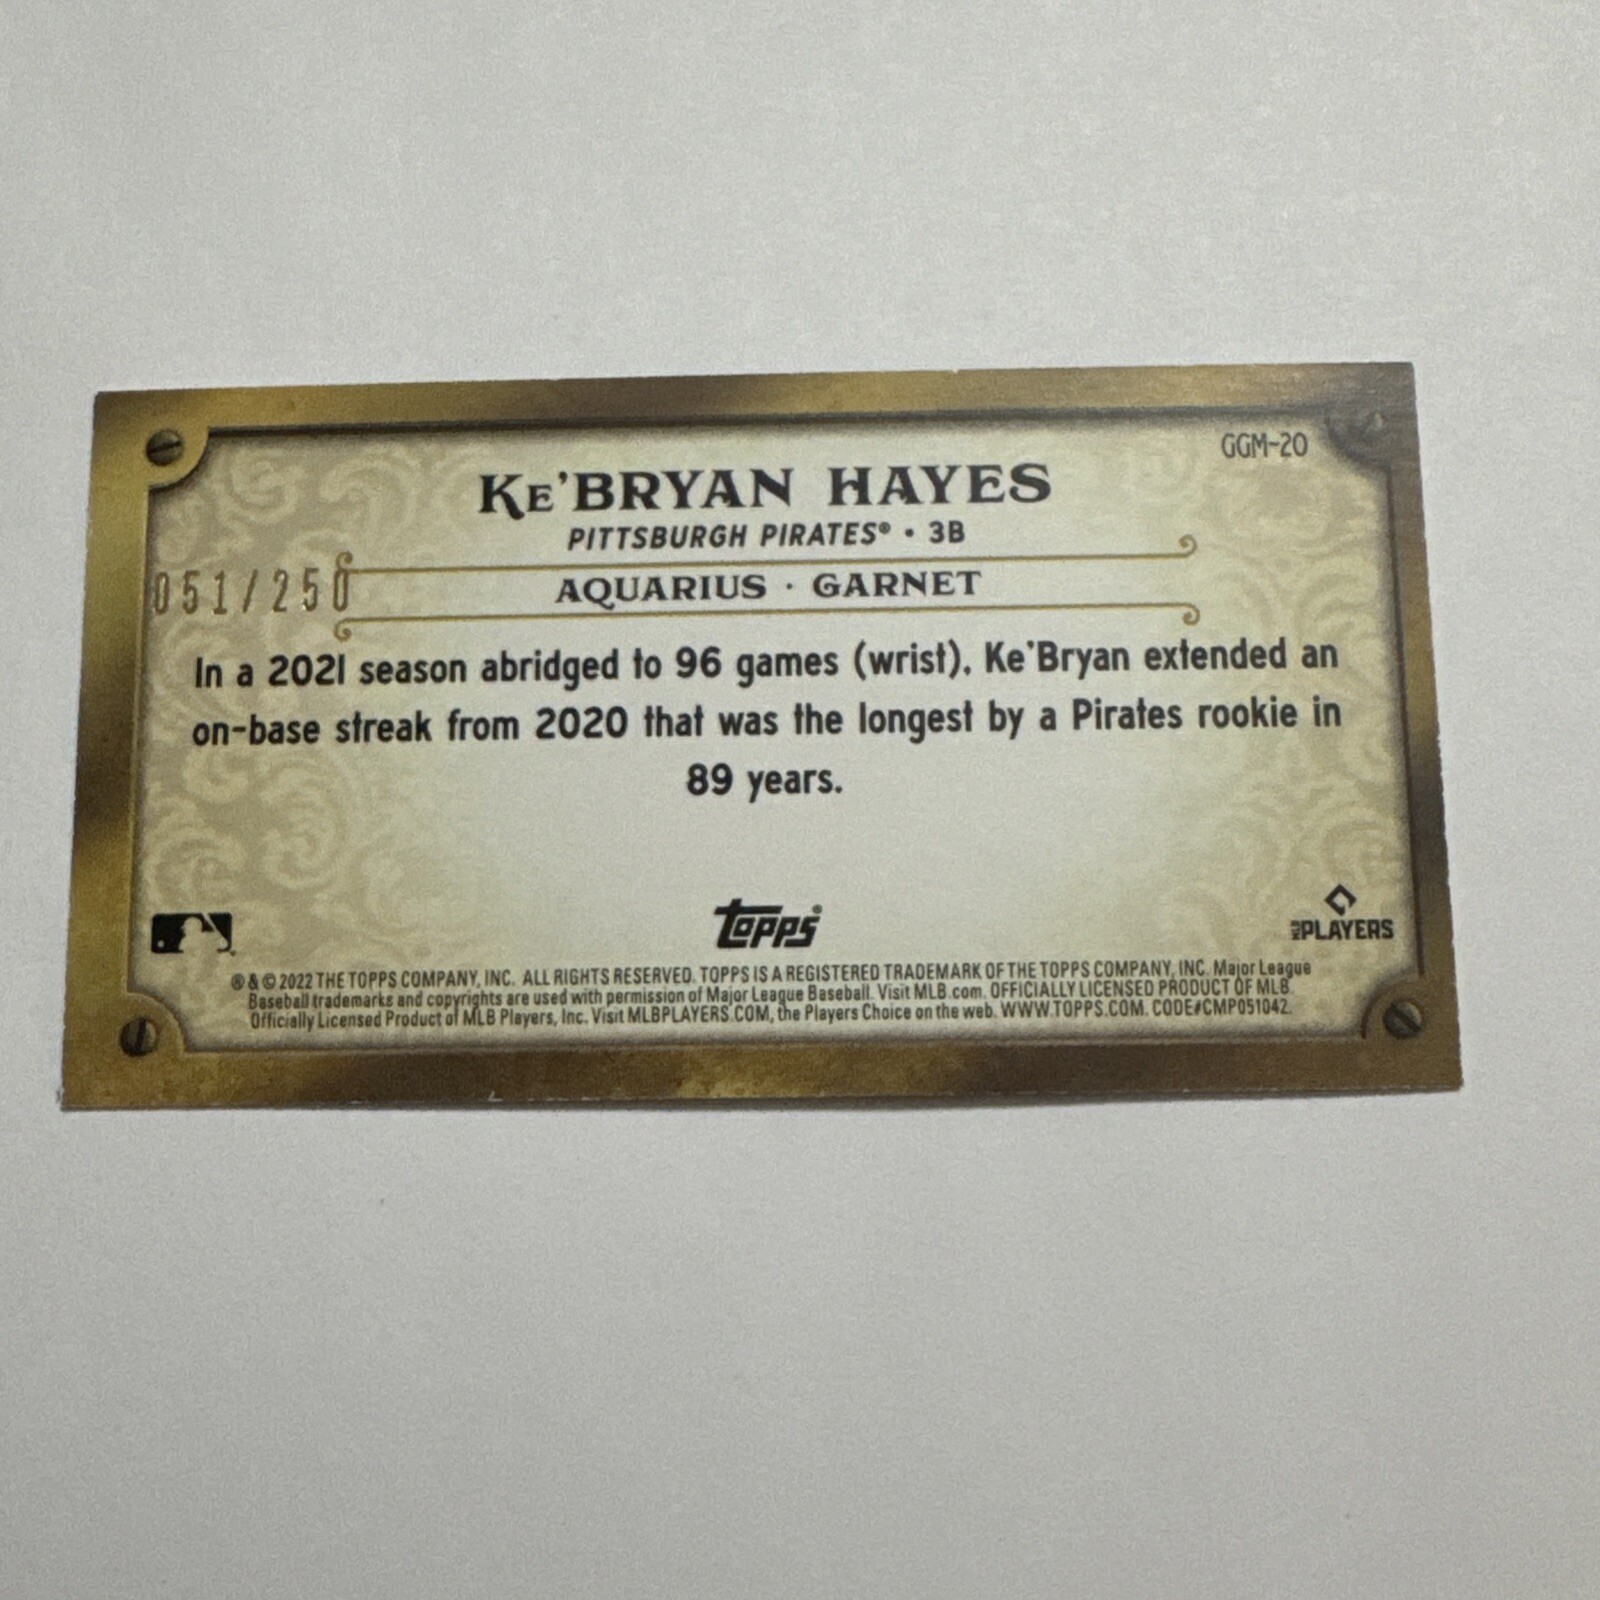 GGM-20
Ke'BRYAN HAYES
PITTSBURGH PIRATES® • 3B
051/250
AQUARIUS · GARNET
In a 2021 season abridged to 96 games (wrist), Ke'Bryan extended an
on-base streak from 2020 that was the longest by a Pirates rookie in
89 years.
topps®
MLB PLAYERS
® & © 2022 THE TOPPS COMPANY, INC. ALL RIGHTS RESERVED. TOPPS IS A REGISTERED TRADEMARK OF THE TOPPS COMPANY, INC. Major League
Baseball trademarks and copyrights are used with permission of Major League Baseball. Visit MLB.com. OFFICIALLY LICENSED PRODUCT OF MLB
Officially Licensed Product of MLB Players, Inc. Visit MLBPLAYERS.COM, the Players Choice on the web. WWW.TOPPS.COM. CODE#CMP051042.